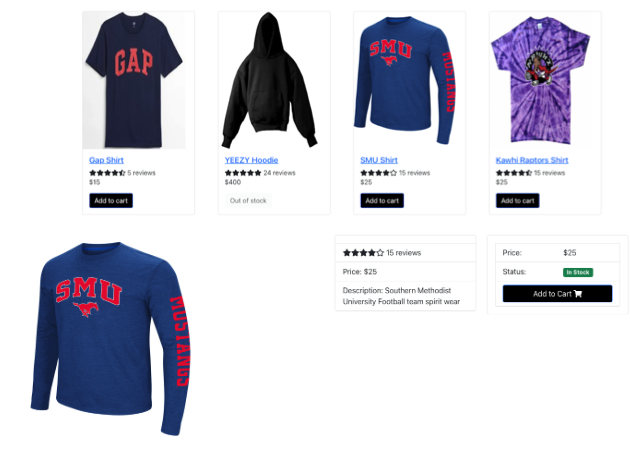 GAP
SMU
MUSTANGS
Gap Shirt
YEEZY Hoodie
SMU Shirt
Kawhi Raptors Shirt
5 reviews
24 reviews
15 reviews
15 reviews
$15
$400
$25
$25
Add to cart
Out of stock
Add to cart
Add to cart
SMU
MUSTANGS
15 reviews
Price: $25
Description: Southern Methodist
University Football team spirit wear
Price: $25
Status: In Stock
Add to Cart